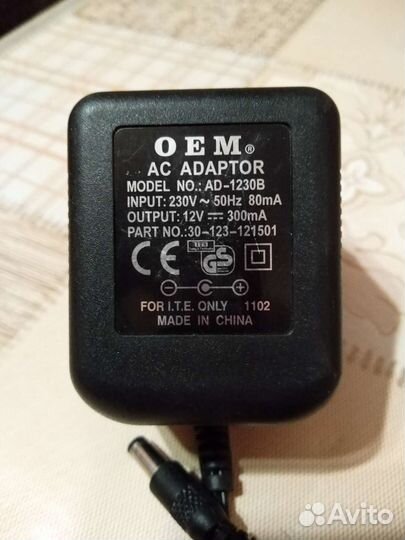 OEM®
AC ADAPTOR
MODEL NO.: AD-1230B
INPUT: 230V ~ 50Hz 80mA
OUTPUT: 12V ⎓ 300mA
PART NO.:30-123-121501
CE GS
FOR I.T.E. ONLY 1102
MADE IN CHINA
Avito